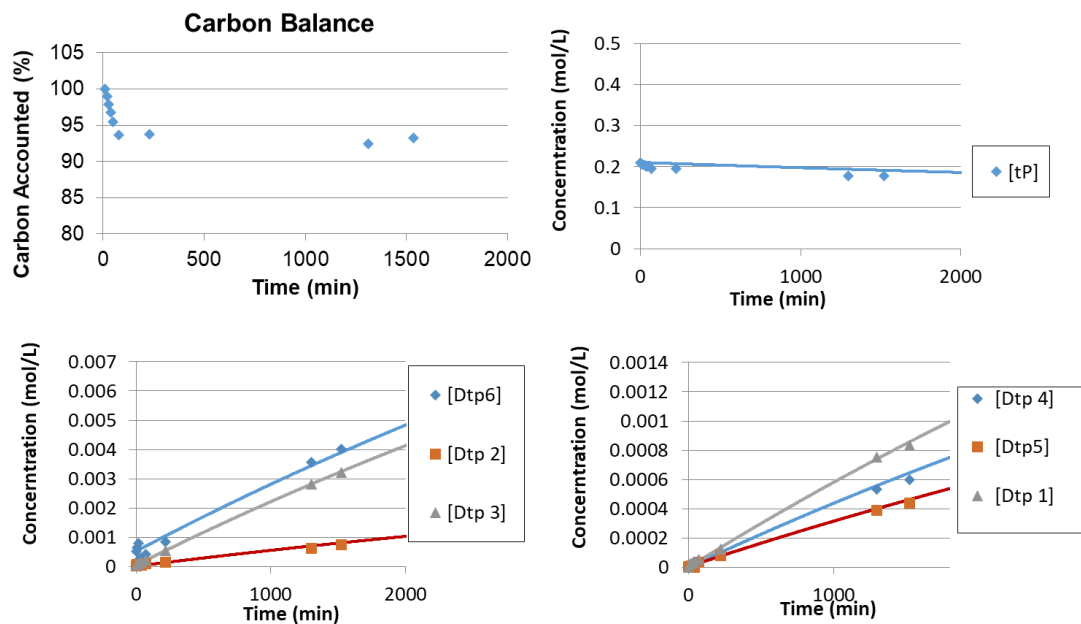 Carbon Balance
Carbon Accounted (%)
105
100
95
90
85
80
0
500
1000
1500
2000
Time (min)
Concerntration (mol/L)
0.5
0.4
0.3
0.2
0.1
0
0
1000
2000
Time (min)
[tP]
Concerntration (mol/L)
0.007
0.006
0.005
0.004
0.003
0.002
0.001
0
0
1000
2000
Time (min)
[Dtp6]
[Dtp 2]
[Dtp 3]
Concerntration (mol/L)
0.0014
0.0012
0.001
0.0008
0.0006
0.0004
0.0002
0
0
1000
Time (min)
[Dtp 4]
[Dtp5]
[Dtp 1]